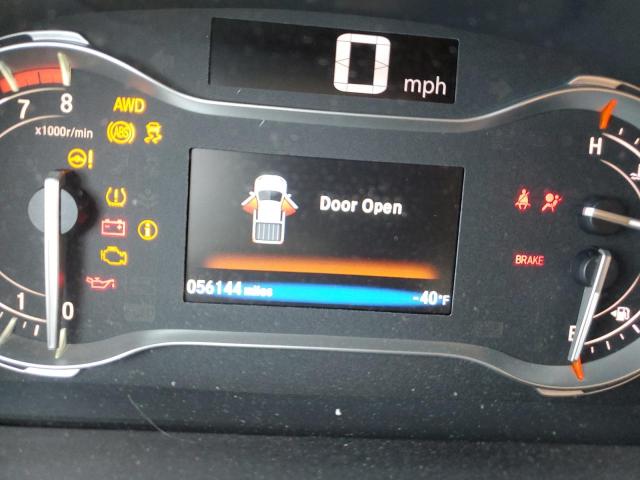 0 mph
7 8
x1000r/min
AWD
ABS
!
H
Door Open
i
BRAKE
1 0
056144 miles
-40°F
E